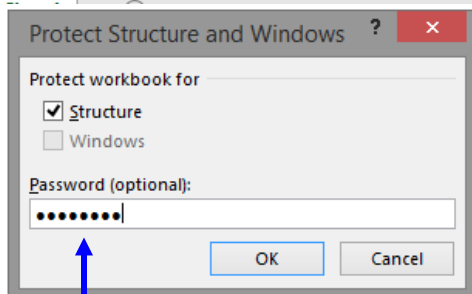 Protect Structure and Windows ? ×
Protect workbook for
Structure
Windows
Password (optional):
••••••••
OK Cancel